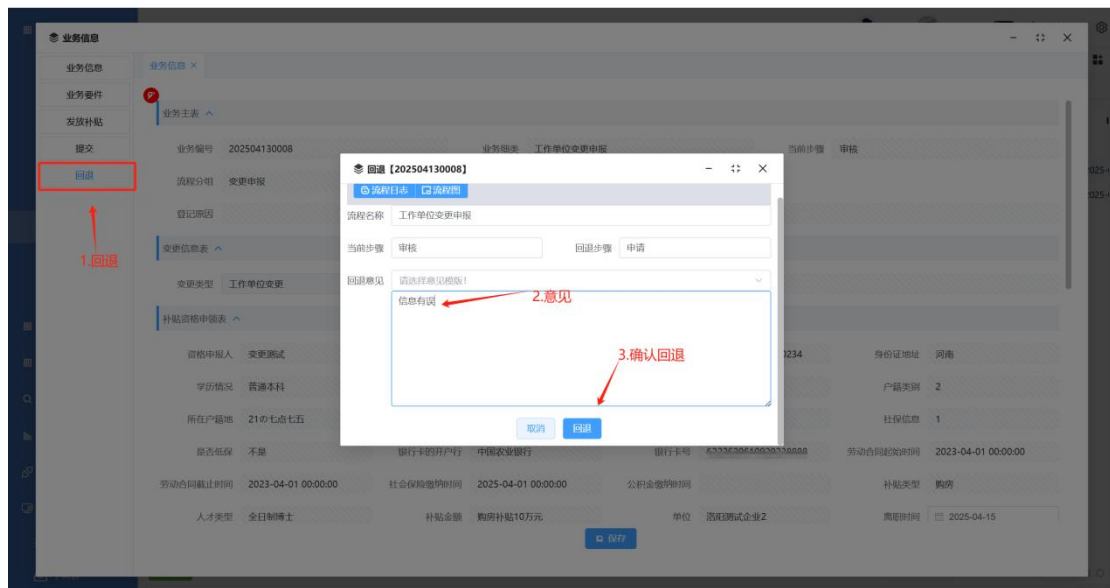 业务信息
业务信息
业务信息 ×
业务要件
发放补贴
提交
回退
1.回退
业务主表
业务编号 202504130008 业务细类 工作单位变更申报 当前步骤 审核
流程分组 变更申报
登记原因
变更信息表
变更类型 工作单位变更
补贴资格申领表
资格申报人 变更测试 0234 身份证地址 河南
学历情况 普通本科 户籍类别 2
所在户籍地 21の七点七五 社保信息 1
是否低保 不是 银行卡的开户行 中国农业银行 银行卡号 劳动合同起始时间 2023-04-01 00:00:00
劳动合同截止时间 2023-04-01 00:00:00 社会保险缴纳时间 2025-04-01 00:00:00 公积金缴纳时间 补贴类型 购房
人才类型 全日制博士 补贴金额 购房补贴10万元 单位 洛阳测试企业2 离职时间 2025-04-15
保存
回退【202504130008】
流程日志 流程图
流程名称 工作单位变更申报
当前步骤 审核 回退步骤 申请
回退意见 请选择意见模版!
信息有误
2.意见
3.确认回退
取消 回退